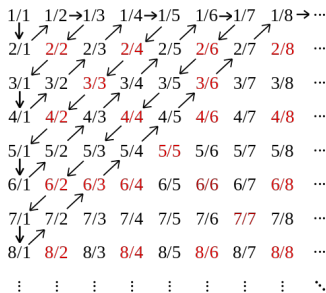 1/1 1/2 → 1/3 1/4 → 1/5 1/6 → 1/7 1/8 → ...
2/1 2/2 2/3 2/4 2/5 2/6 2/7 2/8 ...
3/1 3/2 3/3 3/4 3/5 3/6 3/7 3/8 ...
4/1 4/2 4/3 4/4 4/5 4/6 4/7 4/8 ...
5/1 5/2 5/3 5/4 5/5 5/6 5/7 5/8 ...
6/1 6/2 6/3 6/4 6/5 6/6 6/7 6/8 ...
7/1 7/2 7/3 7/4 7/5 7/6 7/7 7/8 ...
8/1 8/2 8/3 8/4 8/5 8/6 8/7 8/8 ...
⋮ ⋮ ⋮ ⋮ ⋮ ⋮ ⋮ ⋮ ⋱